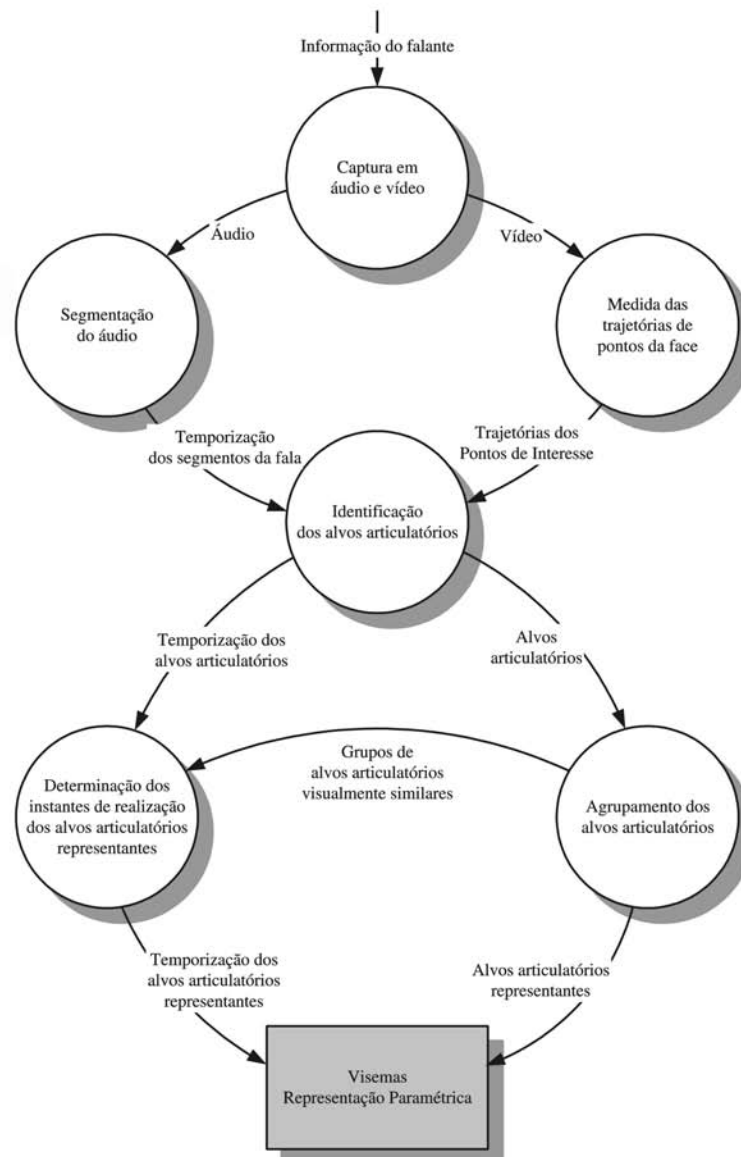 Informação do falante
Captura em
áudio e vídeo
Áudio
Vídeo
Segmentação
do áudio
Medida das
trajetórias de
pontos da face
Temporização
dos segmentos da fala
Trajetórias dos
Pontos de Interesse
Identificação
dos alvos articulatórios
Temporização dos
alvos articulatórios
Alvos
articulatórios
Grupos de
alvos articulatórios
visualmente similares
Determinação dos
instantes de realização
dos alvos articulatórios
representantes
Agrupamento dos
alvos articulatórios
Temporização dos
alvos articulatórios
representantes
Alvos articulatórios
representantes
Visemas
Representação Paramétrica